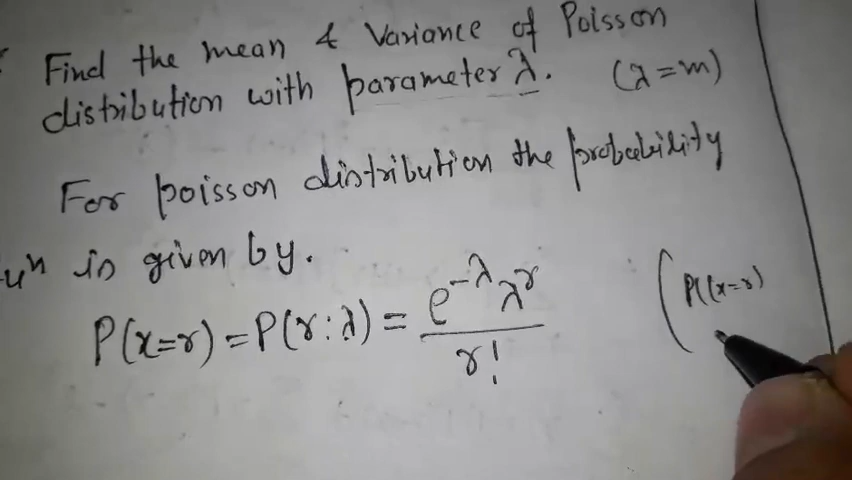 Find the mean & Variance of Poisson
distribution with parameter λ. (λ=m)
For poisson distribution the probability
is given by.
P(x=r) = P(r:λ) = e^-λ λ^r / r! (P((x=r)